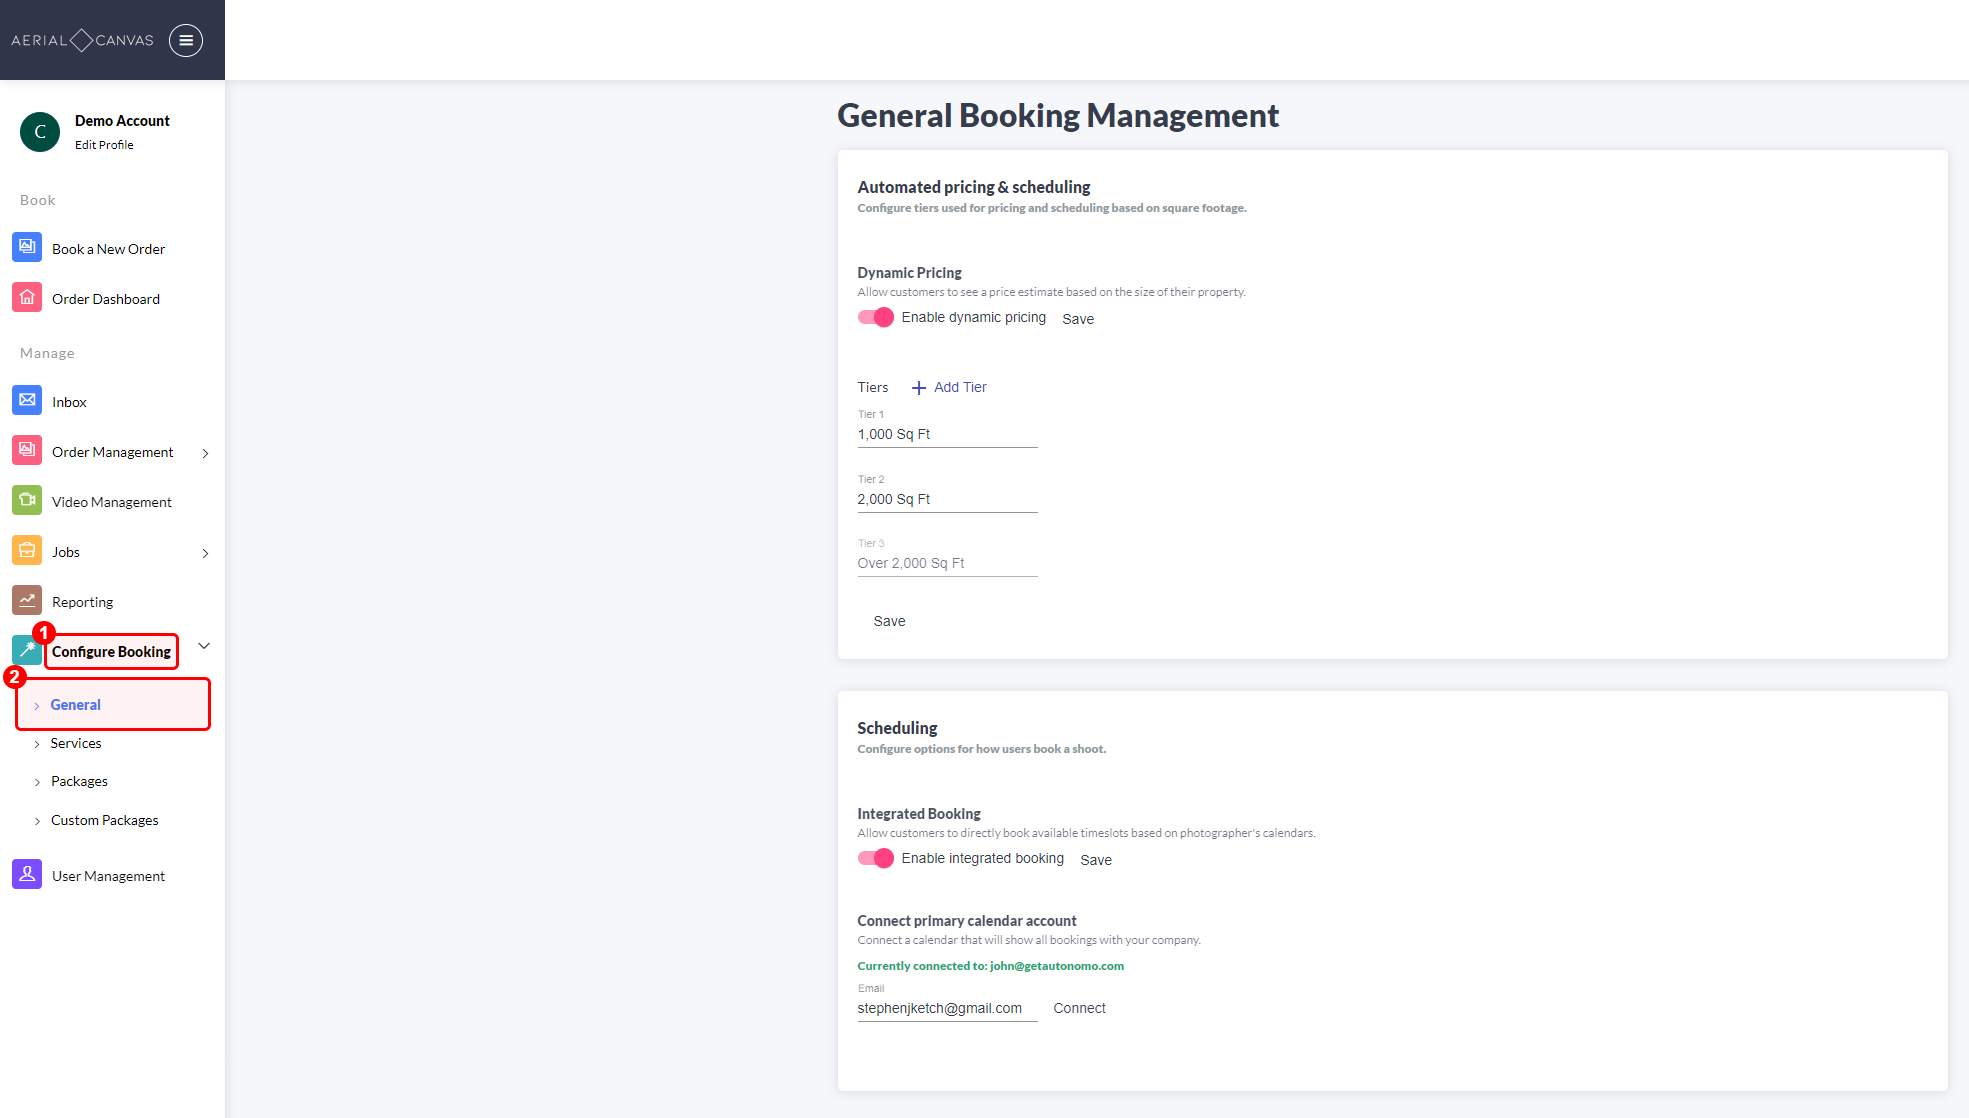 AERIAL CANVAS
C
Demo Account
Edit Profile
Book
Book a New Order
Order Dashboard
Manage
Inbox
Order Management
Video Management
Jobs
Reporting
1
Configure Booking
2
General
Services
Packages
Custom Packages
User Management
General Booking Management
Automated pricing & scheduling
Configure tiers used for pricing and scheduling based on square footage.
Dynamic Pricing
Allow customers to see a price estimate based on the size of their property.
Enable dynamic pricing Save
Tiers + Add Tier
Tier 1
1,000 Sq Ft
Tier 2
2,000 Sq Ft
Tier 3
Over 2,000 Sq Ft
Save
Scheduling
Configure options for how users book a shoot.
Integrated Booking
Allow customers to directly book available timeslots based on photographer's calendars.
Enable integrated booking Save
Connect primary calendar account
Connect a calendar that will show all bookings with your company.
Currently connected to: john@getautonomo.com
Email
stephenjketch@gmail.com Connect